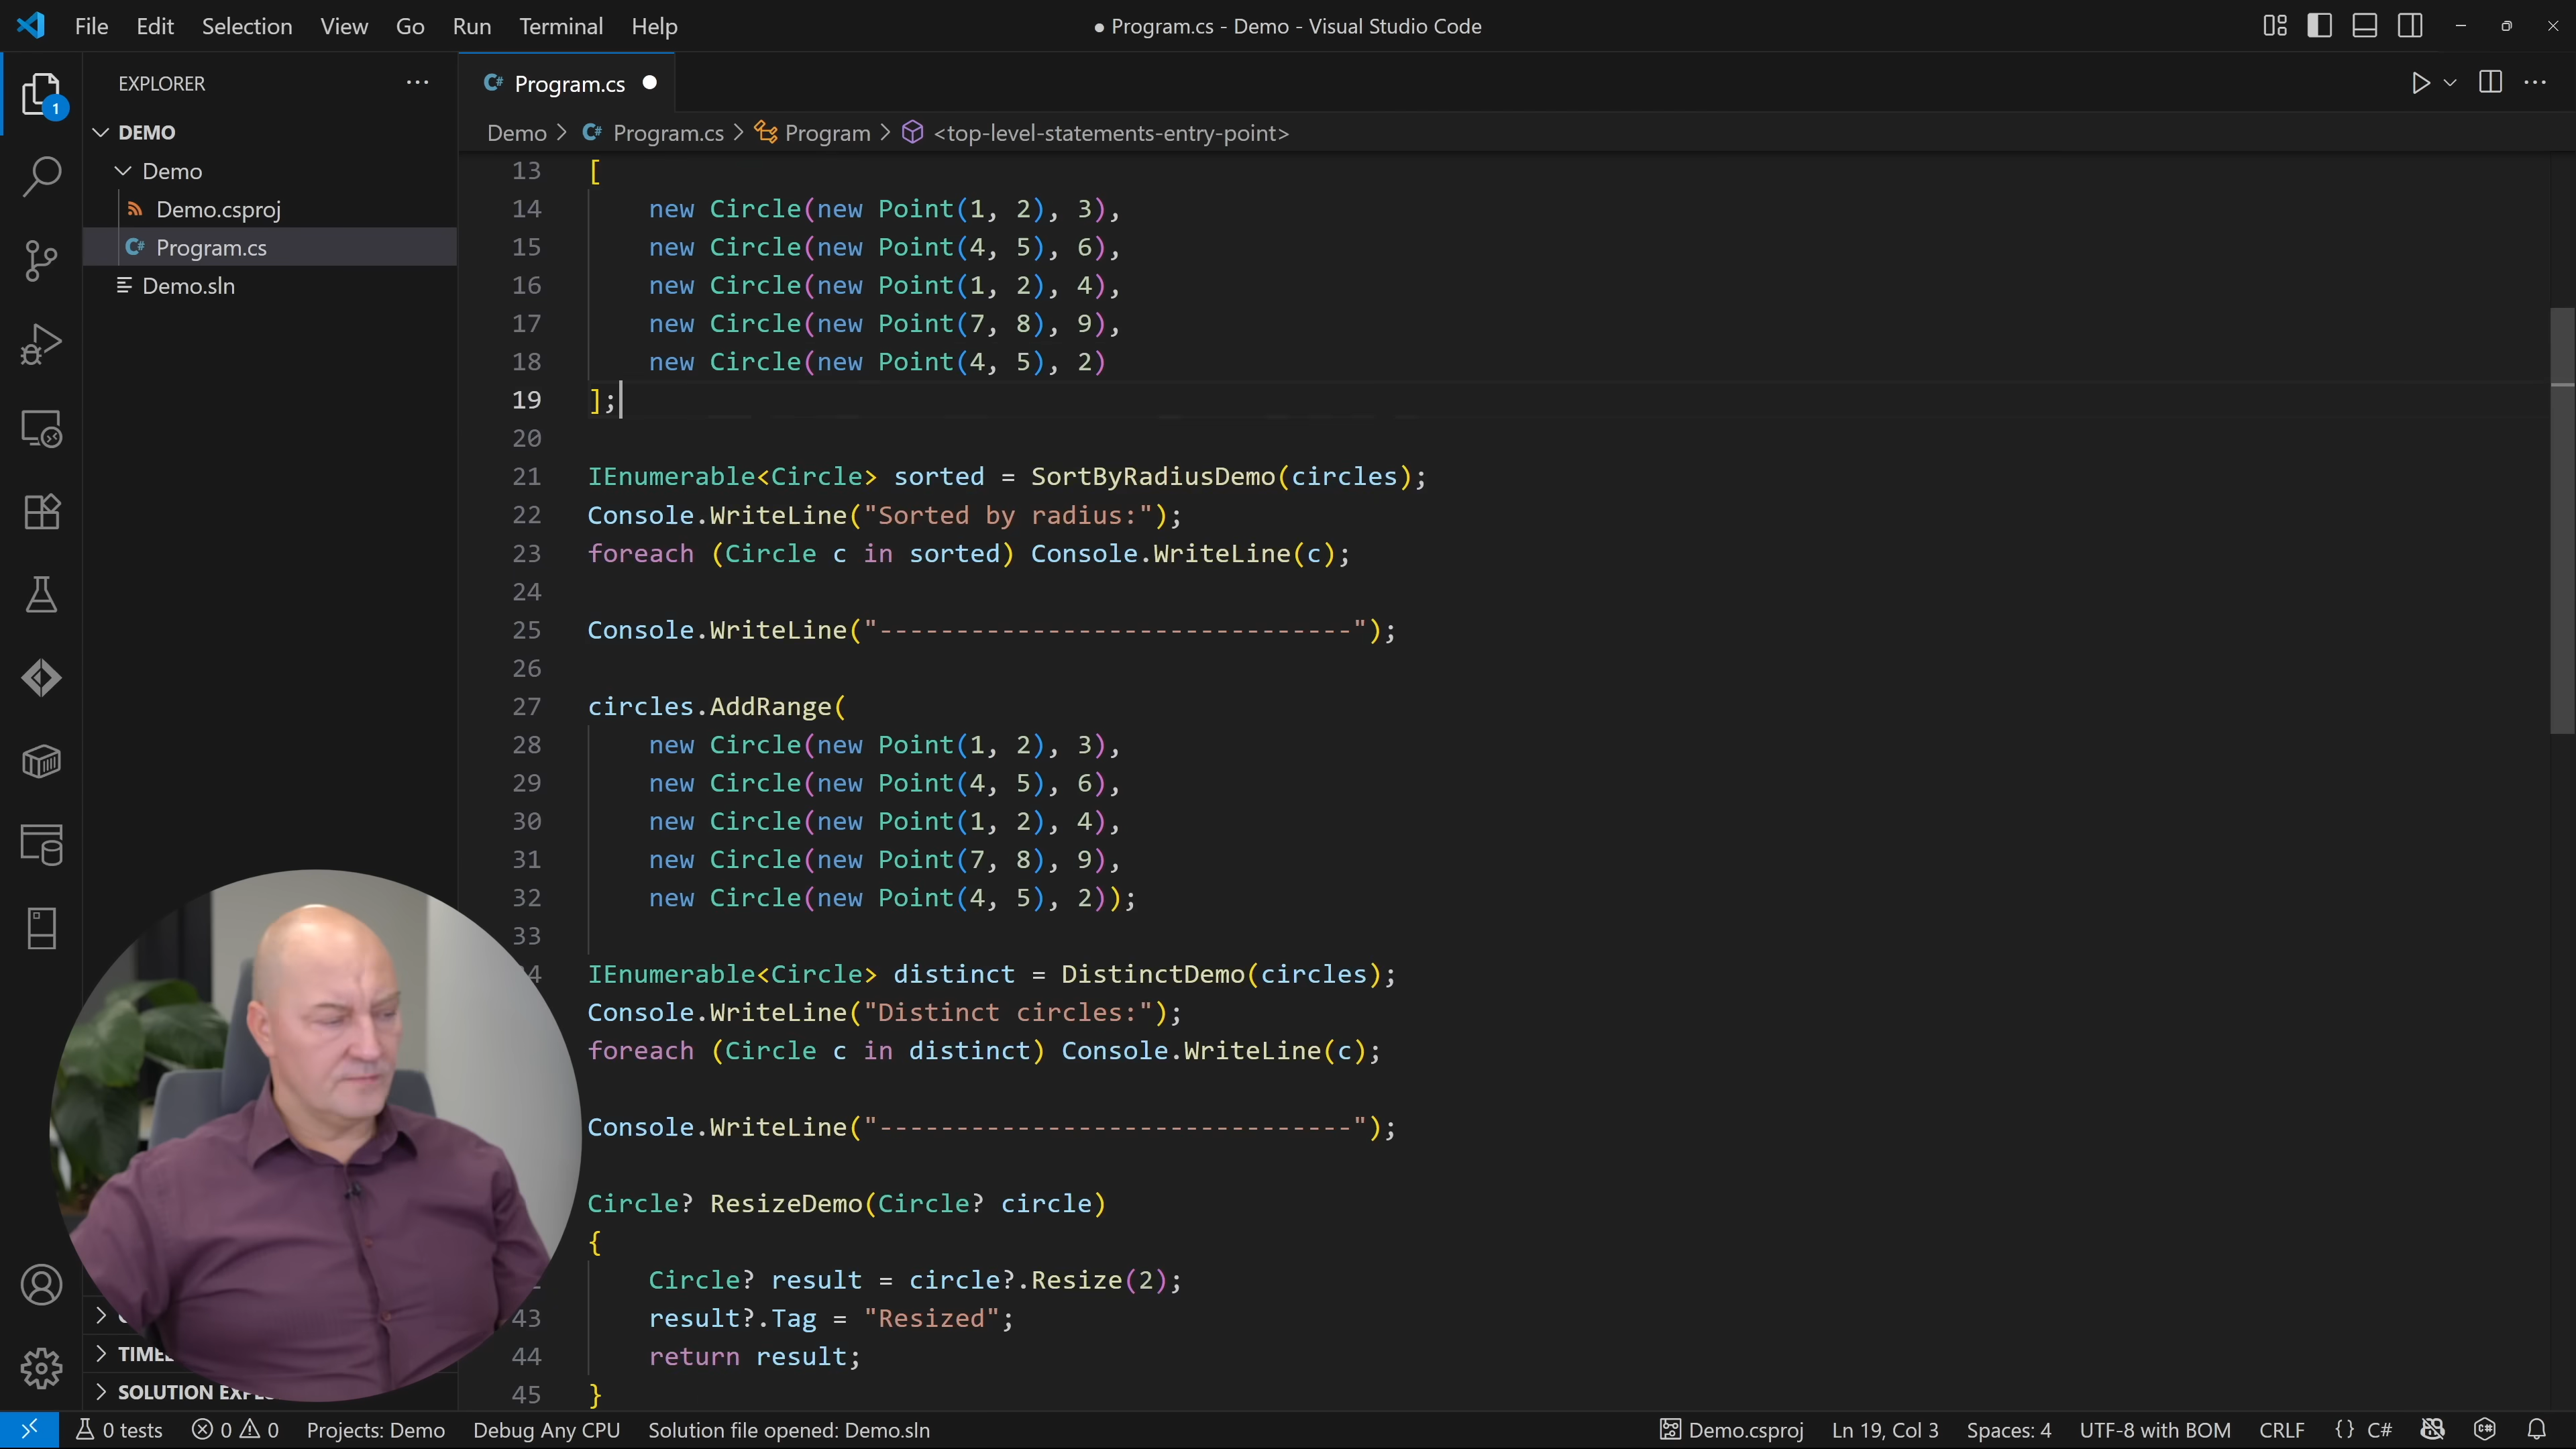 File Edit Selection View Go Run Terminal Help
● Program.cs - Demo - Visual Studio Code
EXPLORER
1
DEMO
Demo
Demo.csproj
Program.cs
Demo.sln
TIMEL
SOLUTION EXPL
Program.cs
Demo > Program.cs > Program > <top-level-statements-entry-point>
13 [
14 new Circle(new Point(1, 2), 3),
15 new Circle(new Point(4, 5), 6),
16 new Circle(new Point(1, 2), 4),
17 new Circle(new Point(7, 8), 9),
18 new Circle(new Point(4, 5), 2)
19 ];
20
21 IEnumerable<Circle> sorted = SortByRadiusDemo(circles);
22 Console.WriteLine("Sorted by radius:");
23 foreach (Circle c in sorted) Console.WriteLine(c);
24
25 Console.WriteLine("-------------------------------");
26
27 circles.AddRange(
28 new Circle(new Point(1, 2), 3),
29 new Circle(new Point(4, 5), 6),
30 new Circle(new Point(1, 2), 4),
31 new Circle(new Point(7, 8), 9),
32 new Circle(new Point(4, 5), 2));
33
4 IEnumerable<Circle> distinct = DistinctDemo(circles);
Console.WriteLine("Distinct circles:");
foreach (Circle c in distinct) Console.WriteLine(c);
Console.WriteLine("-------------------------------");
Circle? ResizeDemo(Circle? circle)
{
Circle? result = circle?.Resize(2);
43 result?.Tag = "Resized";
44 return result;
45 }
0 tests 0 0 Projects: Demo Debug Any CPU Solution file opened: Demo.sln
Demo.csproj Ln 19, Col 3 Spaces: 4 UTF-8 with BOM CRLF {} C#